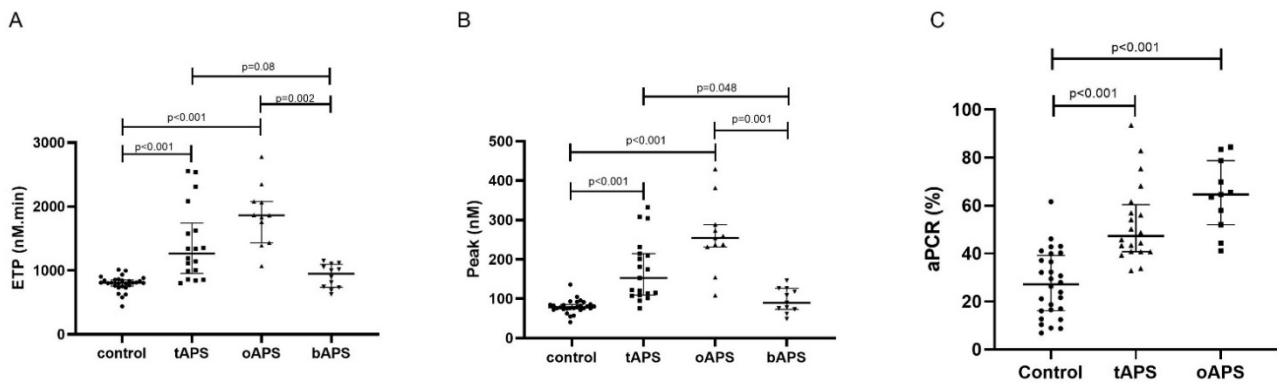 A
p=0.08
p=0.002
p<0.001
p<0.001
ETP (nM.min)
3000
2000
1000
0
control tAPS oAPS bAPS
B
p=0.048
p=0.001
p<0.001
p<0.001
Peak (nM)
500
400
300
200
100
0
control tAPS oAPS bAPS
C
p<0.001
p<0.001
aPCR (%)
100
80
60
40
20
0
Control tAPS oAPS